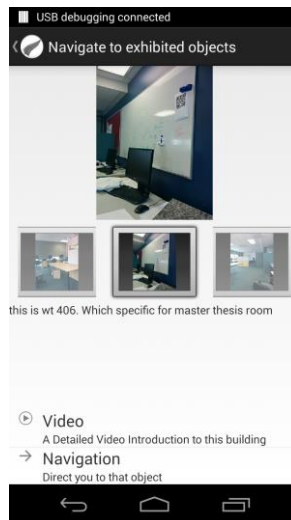 USB debugging connected
Navigate to exhibited objects
this is wt 406. Which specific for master thesis room
Video
A Detailed Video Introduction to this building
Navigation
Direct you to that object